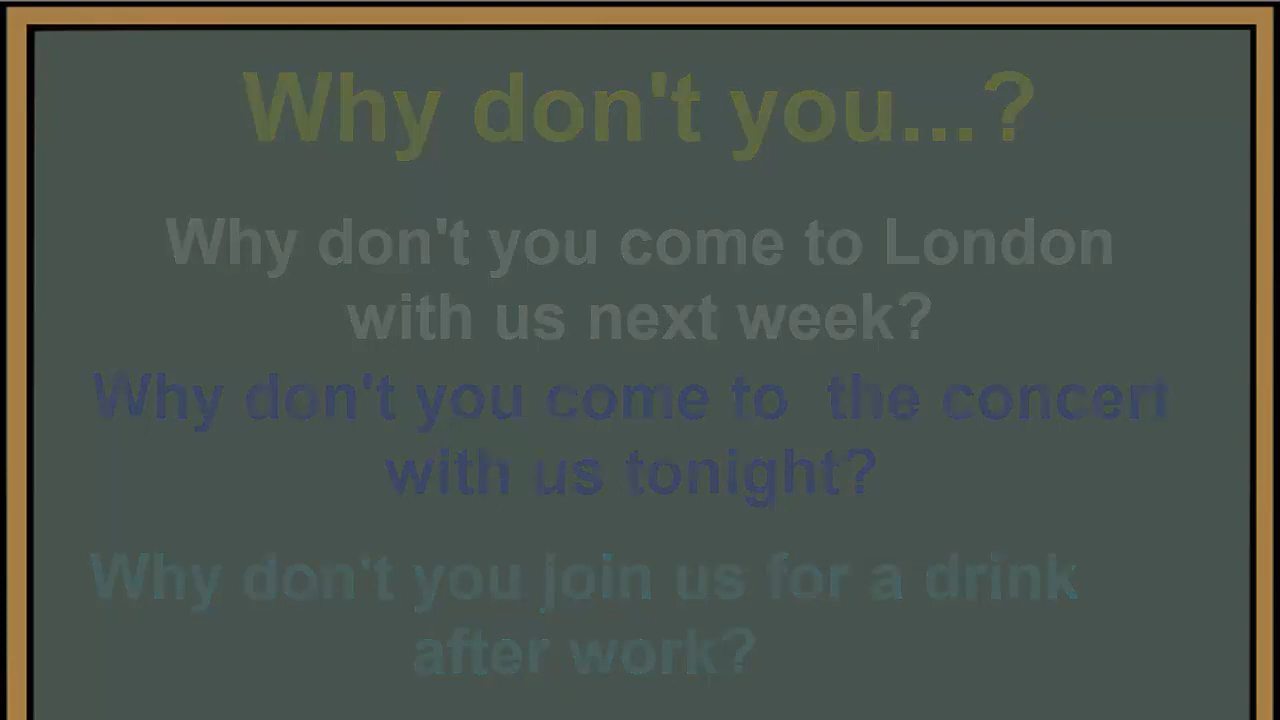 Why don't you...?
Why don't you come to London
with us next week?
Why don't you come to the concert
with us tonight?
Why don't you join us for a drink
after work?